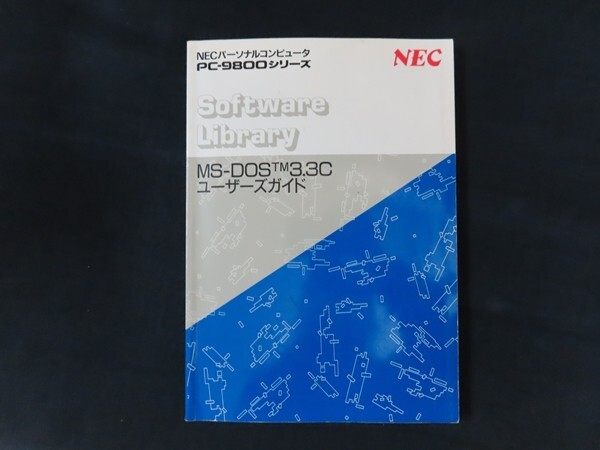 NECパーソナルコンピュータ
PC-9800シリーズ
NEC
Software
Library
MS-DOS™3.3C
ユーザーズガイド